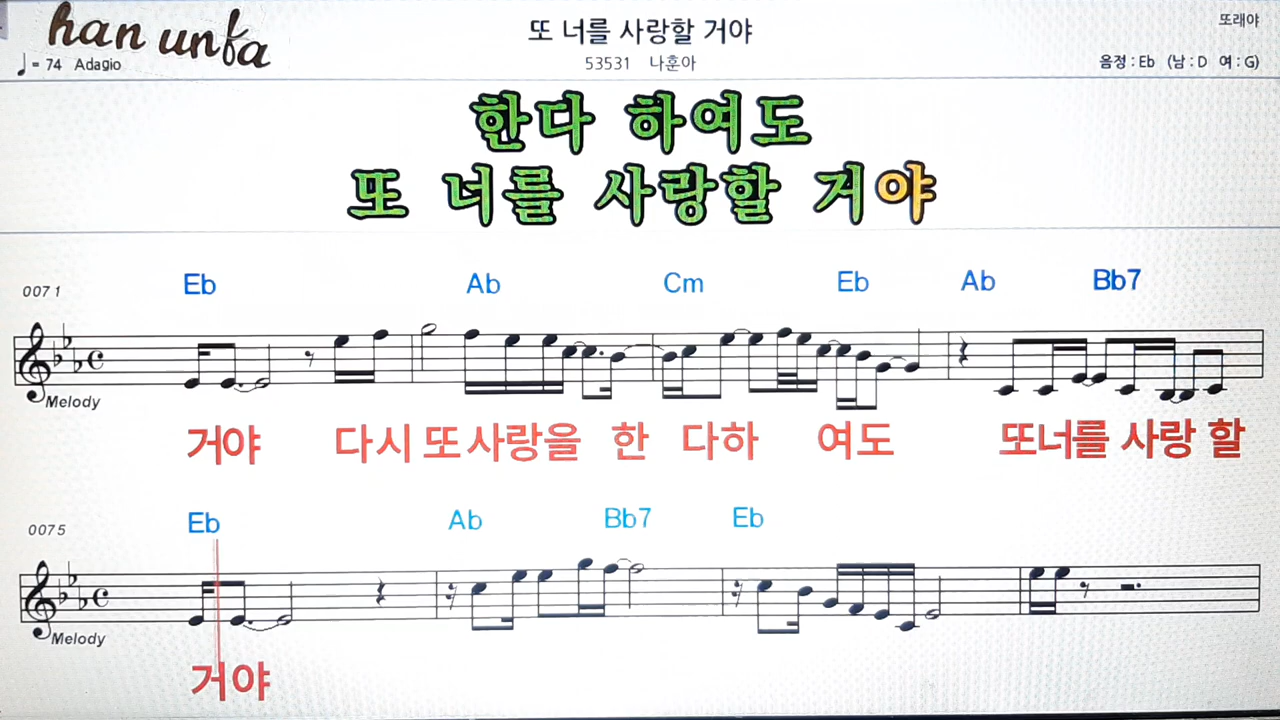 han unfa
또 너를 사랑할 거야
또래야
♩= 74 Adagio
53531 나훈아
음정 : Eb (남 : D 여 : G)
한다 하여도
또 너를 사랑할 거야
0071
Eb Ab Cm Eb Ab Bb7
Melody
거야 다시 또 사랑을 한 다하 여도 또너를 사랑 할
0075
Eb Ab Bb7 Eb
Melody
거야